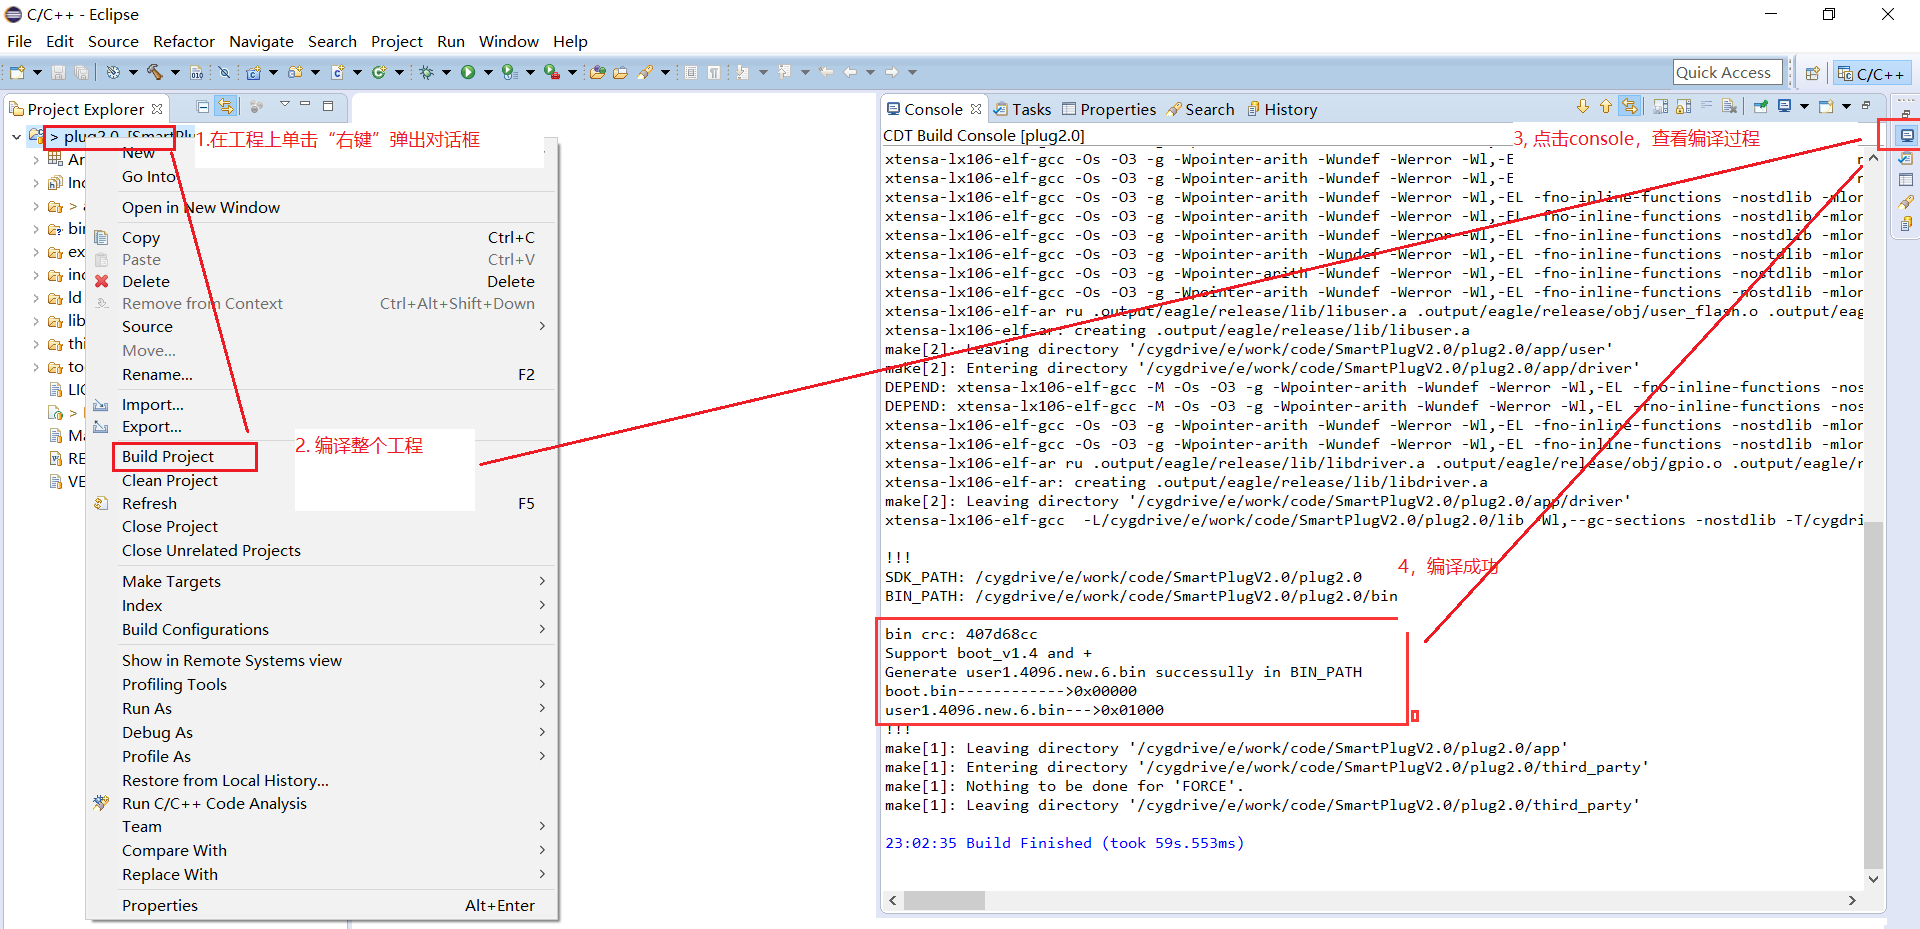 C/C++ - Eclipse
File Edit Source Refactor Navigate Search Project Run Window Help
Quick Access
C/C++
Project Explorer
> plug2.0 [SmartPlu
1.在工程上单击“右键”弹出对话框
Ar
Inc
> a
bin
ex
inc
ld
lib
thi
to
LIC
>
Ma
RE
VE
New
Go Into
Open in New Window
Copy Ctrl+C
Paste Ctrl+V
Delete Delete
Remove from Context Ctrl+Alt+Shift+Down
Source
Move...
Rename... F2
Import...
Export...
Build Project
2. 编译整个工程
Clean Project
Refresh F5
Close Project
Close Unrelated Projects
Make Targets
Index
Build Configurations
Show in Remote Systems view
Profiling Tools
Run As
Debug As
Profile As
Restore from Local History...
Run C/C++ Code Analysis
Team
Compare With
Replace With
Properties Alt+Enter
Console Tasks Properties Search History
CDT Build Console [plug2.0]
3, 点击console，查看编译过程
xtensa-lx106-elf-gcc -Os -O3 -g -Wpointer-arith -Wundef -Werror -Wl,-E
xtensa-lx106-elf-gcc -Os -O3 -g -Wpointer-arith -Wundef -Werror -Wl,-E
xtensa-lx106-elf-gcc -Os -O3 -g -Wpointer-arith -Wundef -Werror -Wl,-EL -fno-inline-functions -nostdlib -mlon
xtensa-lx106-elf-gcc -Os -O3 -g -Wpointer-arith -Wundef -Werror -Wl,-EL -fno-inline-functions -nostdlib -mlon
xtensa-lx106-elf-gcc -Os -O3 -g -Wpointer-arith -Wundef -Werror -Wl,-EL -fno-inline-functions -nostdlib -mlon
xtensa-lx106-elf-gcc -Os -O3 -g -Wpointer-arith -Wundef -Werror -Wl,-EL -fno-inline-functions -nostdlib -mlon
xtensa-lx106-elf-gcc -Os -O3 -g -Wpointer-arith -Wundef -Werror -Wl,-EL -fno-inline-functions -nostdlib -mlon
xtensa-lx106-elf-gcc -Os -O3 -g -Wpointer-arith -Wundef -Werror -Wl,-EL -fno-inline-functions -nostdlib -mlon
xtensa-lx106-elf-ar ru .output/eagle/release/lib/libuser.a .output/eagle/release/obj/user_flash.o .output/eag
xtensa-lx106-elf-ar: creating .output/eagle/release/lib/libuser.a
make[2]: Leaving directory '/cygdrive/e/work/code/SmartPlugV2.0/plug2.0/app/user'
make[2]: Entering directory '/cygdrive/e/work/code/SmartPlugV2.0/plug2.0/app/driver'
DEPEND: xtensa-lx106-elf-gcc -M -Os -O3 -g -Wpointer-arith -Wundef -Werror -Wl,-EL -fno-inline-functions -nos
DEPEND: xtensa-lx106-elf-gcc -M -Os -O3 -g -Wpointer-arith -Wundef -Werror -Wl,-EL -fno-inline-functions -nos
xtensa-lx106-elf-gcc -Os -O3 -g -Wpointer-arith -Wundef -Werror -Wl,-EL -fno-inline-functions -nostdlib -mlon
xtensa-lx106-elf-gcc -Os -O3 -g -Wpointer-arith -Wundef -Werror -Wl,-EL -fno-inline-functions -nostdlib -mlon
xtensa-lx106-elf-ar ru .output/eagle/release/lib/libdriver.a .output/eagle/release/obj/gpio.o .output/eagle/r
xtensa-lx106-elf-ar: creating .output/eagle/release/lib/libdriver.a
make[2]: Leaving directory '/cygdrive/e/work/code/SmartPlugV2.0/plug2.0/app/driver'
xtensa-lx106-elf-gcc -L/cygdrive/e/work/code/SmartPlugV2.0/plug2.0/lib -Wl,--gc-sections -nostdlib -T/cygdri
!!!
4，编译成功
SDK_PATH: /cygdrive/e/work/code/SmartPlugV2.0/plug2.0
BIN_PATH: /cygdrive/e/work/code/SmartPlugV2.0/plug2.0/bin
bin crc: 407d68cc
Support boot_v1.4 and +
Generate user1.4096.new.6.bin successully in BIN_PATH
boot.bin------------>0x00000
user1.4096.new.6.bin--->0x01000
!!!
make[1]: Leaving directory '/cygdrive/e/work/code/SmartPlugV2.0/plug2.0/app'
make[1]: Entering directory '/cygdrive/e/work/code/SmartPlugV2.0/plug2.0/third_party'
make[1]: Nothing to be done for 'FORCE'.
make[1]: Leaving directory '/cygdrive/e/work/code/SmartPlugV2.0/plug2.0/third_party'
23:02:35 Build Finished (took 59s.553ms)